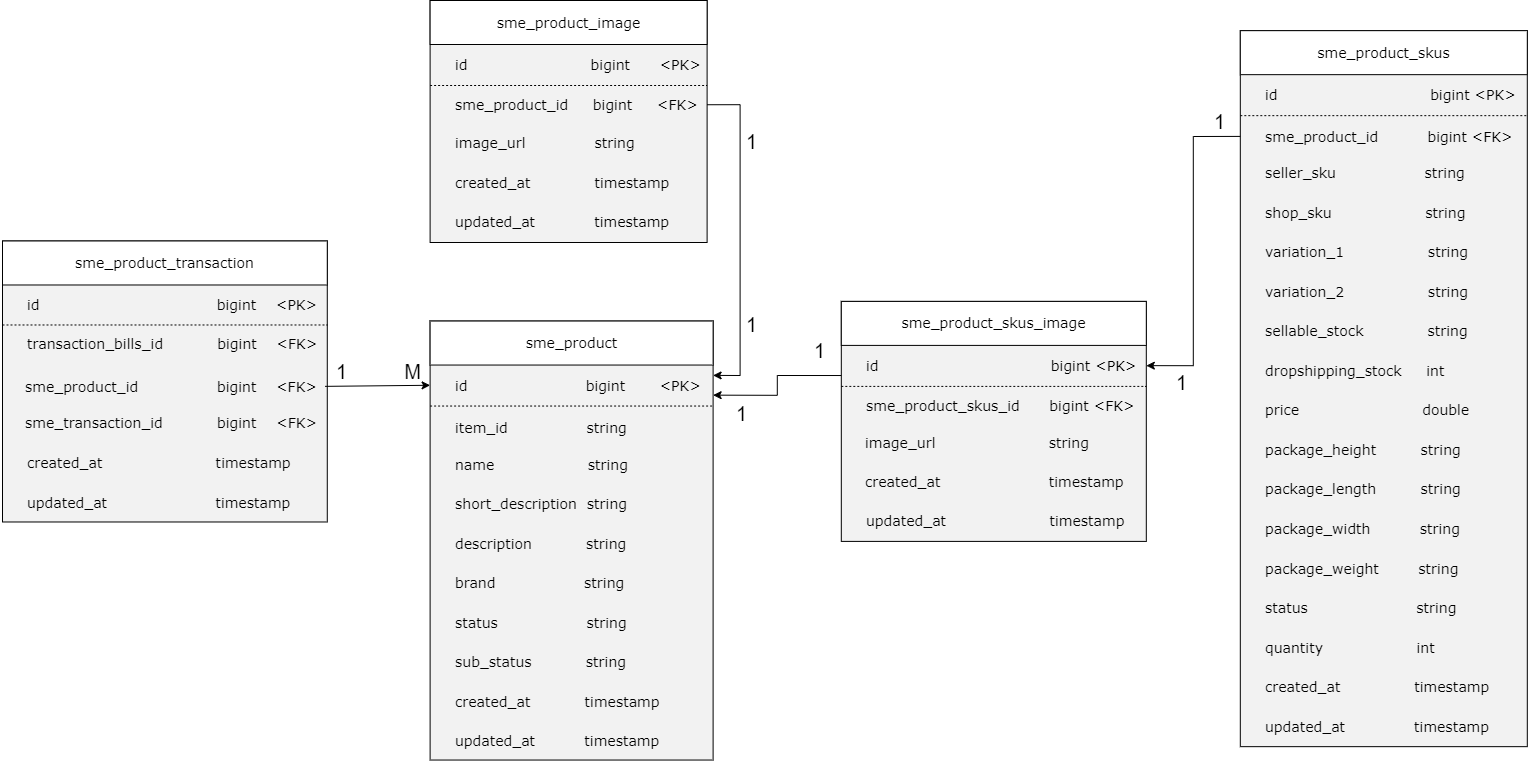 sme_product_image
id bigint <PK>
sme_product_id bigint <FK>
image_url string
created_at timestamp
updated_at timestamp
1
1
sme_product_transaction
id bigint <PK>
transaction_bills_id bigint <FK>
sme_product_id bigint <FK>
sme_transaction_id bigint <FK>
created_at timestamp
updated_at timestamp
1 M
sme_product
id bigint <PK>
item_id string
name string
short_description string
description string
brand string
status string
sub_status string
created_at timestamp
updated_at timestamp
1
1
sme_product_skus_image
id bigint <PK>
sme_product_skus_id bigint <FK>
image_url string
created_at timestamp
updated_at timestamp
1
1
sme_product_skus
id bigint <PK>
sme_product_id bigint <FK>
seller_sku string
shop_sku string
variation_1 string
variation_2 string
sellable_stock string
dropshipping_stock int
price double
package_height string
package_length string
package_width string
package_weight string
status string
quantity int
created_at timestamp
updated_at timestamp